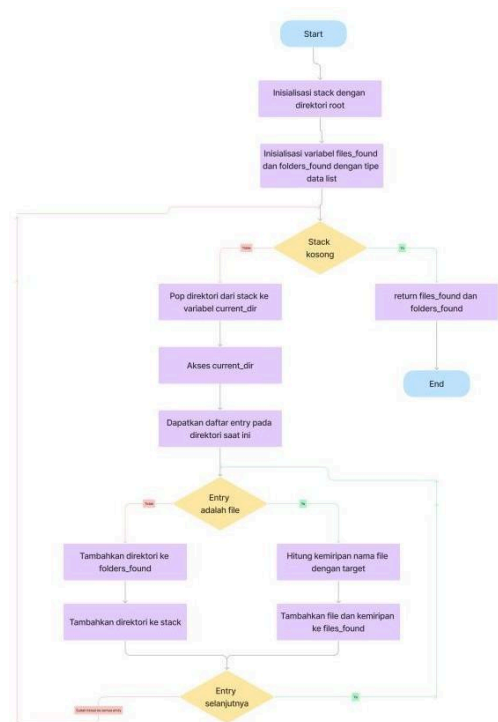 Start
Inisialisasi stack dengan
direktori root
Inisialisasi variabel files_found
dan folders_found dengan tipe
data list
Stack
kosong
Tidak
Ya
Pop direktori dari stack ke
variabel current_dir
return files_found dan
folders_found
Akses current_dir
End
Dapatkan daftar entry pada
direktori saat ini
Entry
adalah file
Tidak
Ya
Tambahkan direktori ke
folders_found
Hitung kemiripan nama file
dengan target
Tambahkan direktori ke stack
Tambahkan file dan kemiripan
ke files_found
Entry
selanjutnya
Ya